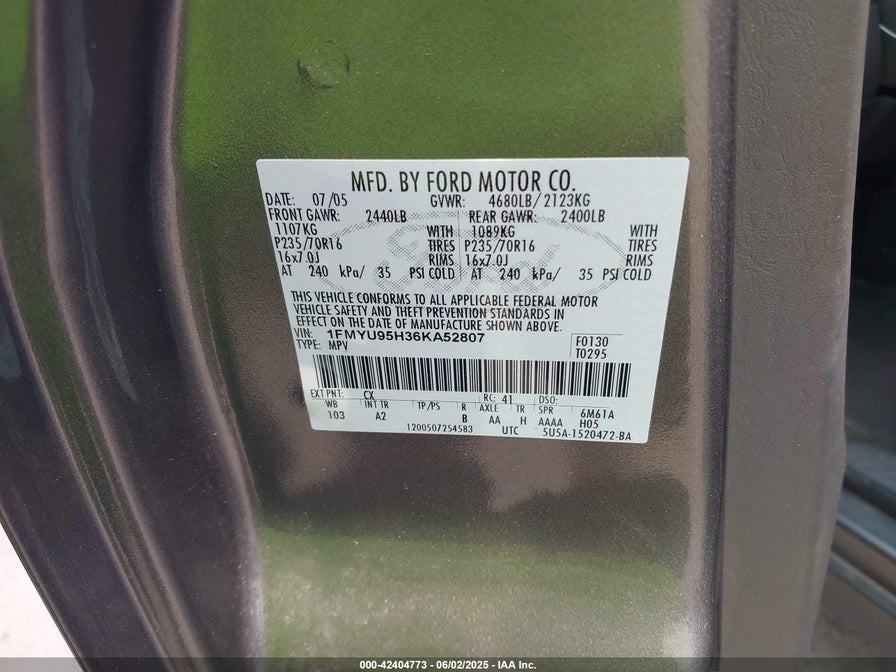 MFD. BY FORD MOTOR CO.
DATE: 07/05 GVWR: 4680LB/2123KG
FRONT GAWR: 2440LB REAR GAWR: 2400LB
1107KG WITH 1089KG WITH
P235/70R16 TIRES P235/70R16 TIRES
16x7.0J RIMS 16x7.0J RIMS
AT 240 kPa/ 35 PSI COLD AT 240 kPa/ 35 PSI COLD
Ford
THIS VEHICLE CONFORMS TO ALL APPLICABLE FEDERAL MOTOR
VEHICLE SAFETY AND THEFT PREVENTION STANDARDS IN
EFFECT ON THE DATE OF MANUFACTURE SHOWN ABOVE.
VIN: 1FMYU95H36KA52807 F0130
TYPE: MPV T0295
EXT PNT: CX RC: 41 DSO:
WB INT TR TP/PS R AXLE TR SPR 6M61A
103 A2 B AA H AAAA H05
1200507254583 UTC 5U5A-1520472-BA
000-42404773 - 06/02/2025 - IAA Inc.